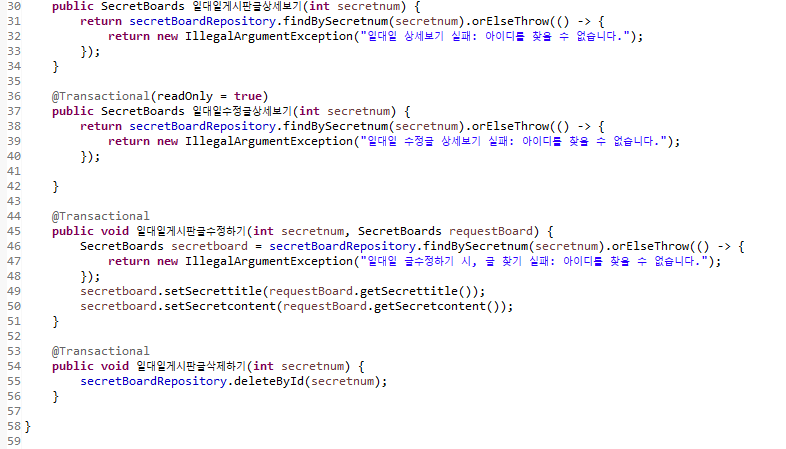 30 public SecretBoards 일대일게시판글상세보기(int secretnum) {
31 return secretBoardRepository.findBySecretnum(secretnum).orElseThrow(() -> {
32 return new IllegalArgumentException("일대일 상세보기 실패: 아이디를 찾을 수 없습니다.");
33 });
34 }
35
36 @Transactional(readOnly = true)
37 public SecretBoards 일대일수정글상세보기(int secretnum) {
38 return secretBoardRepository.findBySecretnum(secretnum).orElseThrow(() -> {
39 return new IllegalArgumentException("일대일 수정글 상세보기 실패: 아이디를 찾을 수 없습니다.");
40 });
41
42 }
43
44 @Transactional
45 public void 일대일게시판글수정하기(int secretnum, SecretBoards requestBoard) {
46 SecretBoards secretboard = secretBoardRepository.findBySecretnum(secretnum).orElseThrow(() -> {
47 return new IllegalArgumentException("일대일 글수정하기 시, 글 찾기 실패: 아이디를 찾을 수 없습니다.");
48 });
49 secretboard.setSecrettitle(requestBoard.getSecrettitle());
50 secretboard.setSecretcontent(requestBoard.getSecretcontent());
51 }
52
53 @Transactional
54 public void 일대일게시판글삭제하기(int secretnum) {
55 secretBoardRepository.deleteById(secretnum);
56 }
57
58 }
59